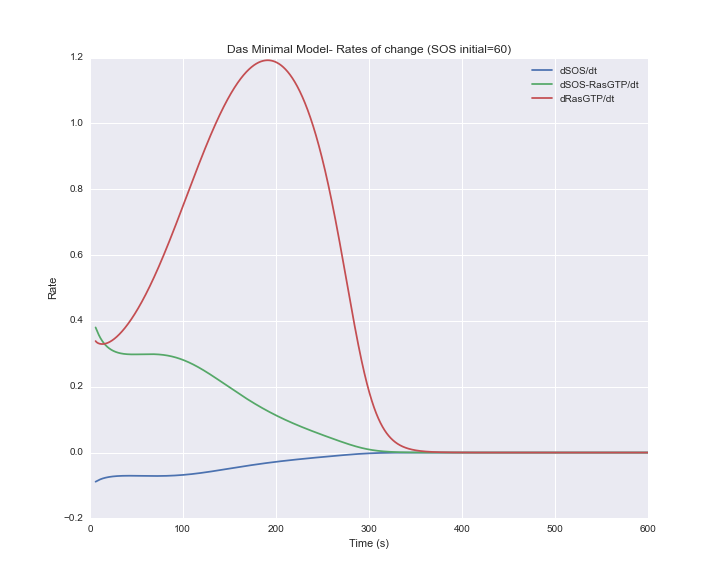 Das Minimal Model- Rates of change (SOS initial=60)
1.2
1.0
0.8
0.6
0.4
0.2
0.0
−0.2
Rate
dSOS/dt
dSOS-RasGTP/dt
dRasGTP/dt
0 100 200 300 400 500 600
Time (s)